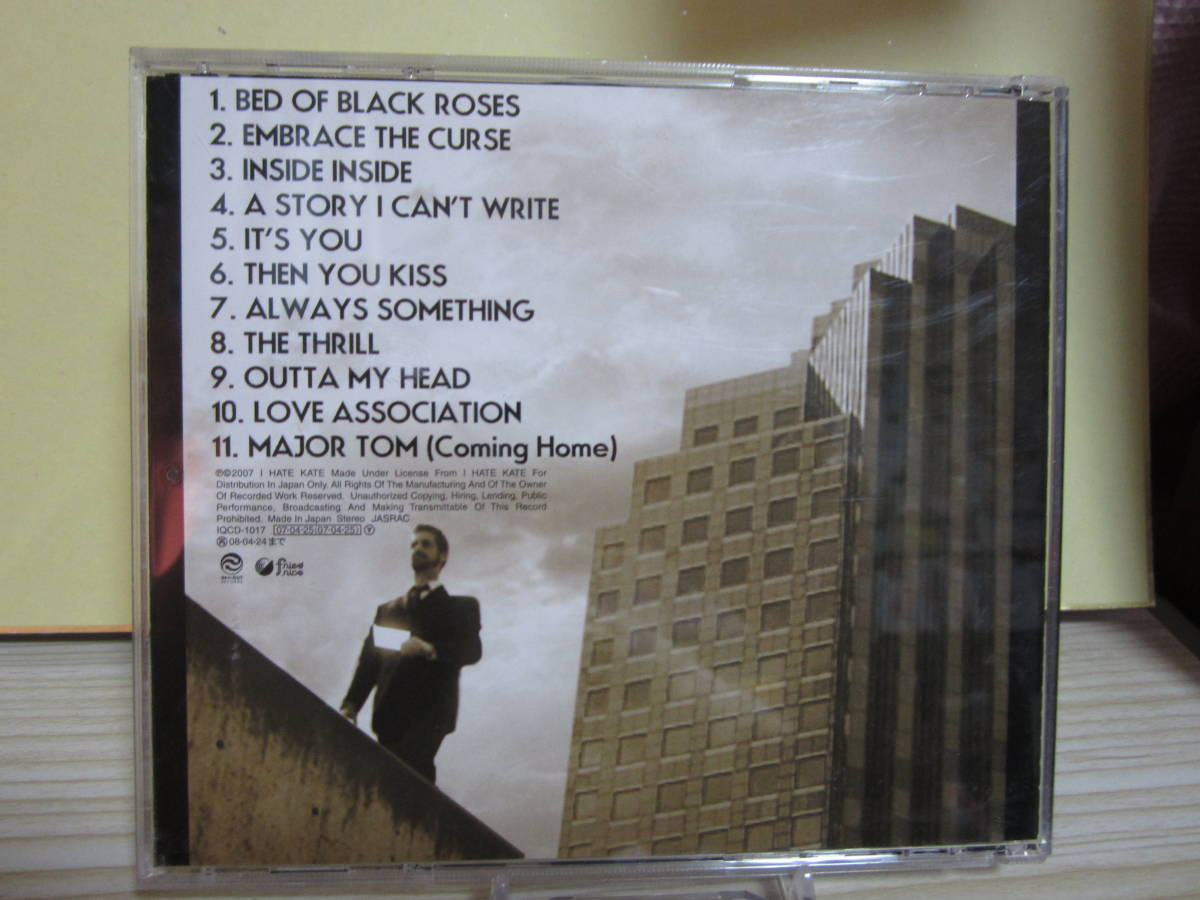 1. BED OF BLACK ROSES
2. EMBRACE THE CURSE
3. INSIDE INSIDE
4. A STORY I CAN'T WRITE
5. IT'S YOU
6. THEN YOU KISS
7. ALWAYS SOMETHING
8. THE THRILL
9. OUTTA MY HEAD
10. LOVE ASSOCIATION
11. MAJOR TOM (Coming Home)
℗©2007 I HATE KATE Made Under License From I HATE KATE For
Distribution In Japan Only. All Rights Of The Manufacturing And Of The Owner
Of Recorded Work Reserved. Unauthorized Copying, Hiring, Lending, Public
Performance, Broadcasting And Making Transmittable Of This Record
Prohibited. Made In Japan Stereo JASRAC
IQCD-1017 07-04-25(07-04-25) Ⓨ
㋐08-04-24まで
fried rice